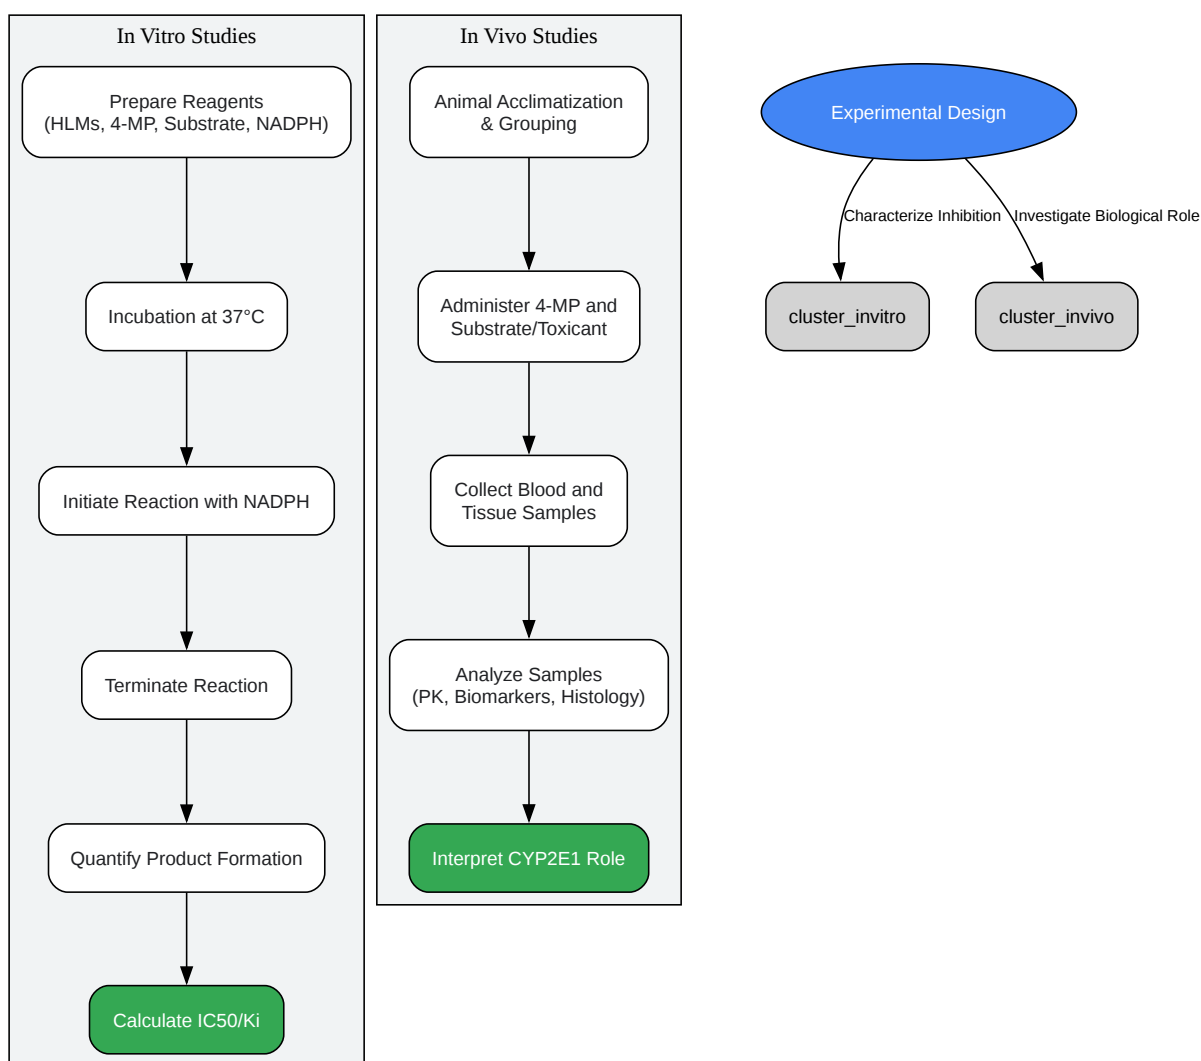 In Vitro Studies
Prepare Reagents
(HLMs, 4-MP, Substrate, NADPH)
Incubation at 37°C
Initiate Reaction with NADPH
Terminate Reaction
Quantify Product Formation
Calculate IC50/Ki
In Vivo Studies
Animal Acclimatization
& Grouping
Administer 4-MP and
Substrate/Toxicant
Collect Blood and
Tissue Samples
Analyze Samples
(PK, Biomarkers, Histology)
Interpret CYP2E1 Role
Experimental Design
Characterize Inhibition
Investigate Biological Role
cluster_invitro
cluster_invivo